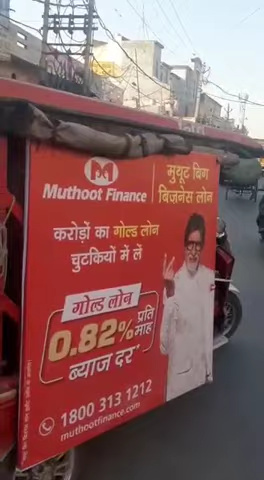 Muthoot Finance
मुथूट बिग
बिज़नेस लोन
करोड़ों का गोल्ड लोन
चुटकियों में लें
गोल्ड लोन
0.82% प्रति माह
ब्याज दर*
1800 313 1212
muthootfinance.com